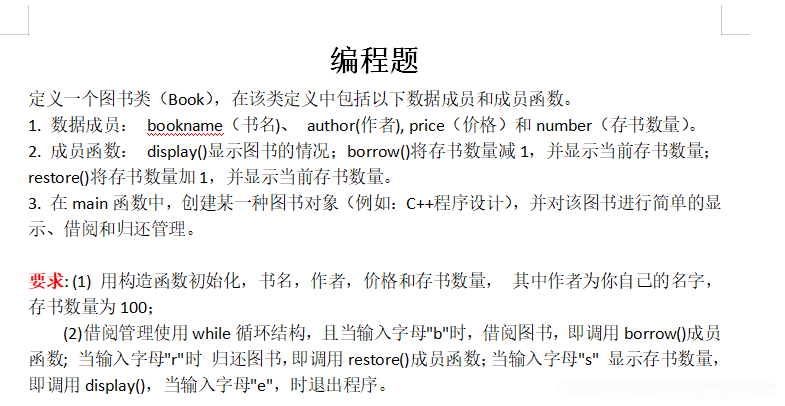 编程题
定义一个图书类（Book），在该类定义中包括以下数据成员和成员函数。
1. 数据成员： bookname（书名）、 author(作者), price（价格）和 number（存书数量）。
2. 成员函数： display()显示图书的情况；borrow()将存书数量减 1，并显示当前存书数量；
restore()将存书数量加 1，并显示当前存书数量。
3. 在 main 函数中，创建某一种图书对象（例如：C++程序设计），并对该图书进行简单的显
示、借阅和归还管理。
要求: (1) 用构造函数初始化，书名，作者，价格和存书数量， 其中作者为你自己的名字，
存书数量为 100；
(2)借阅管理使用 while 循环结构，且当输入字母"b"时，借阅图书，即调用 borrow()成员
函数; 当输入字母"r"时 归还图书,即调用 restore()成员函数;当输入字母"s" 显示存书数量，
即调用 display()，当输入字母"e"，时退出程序。